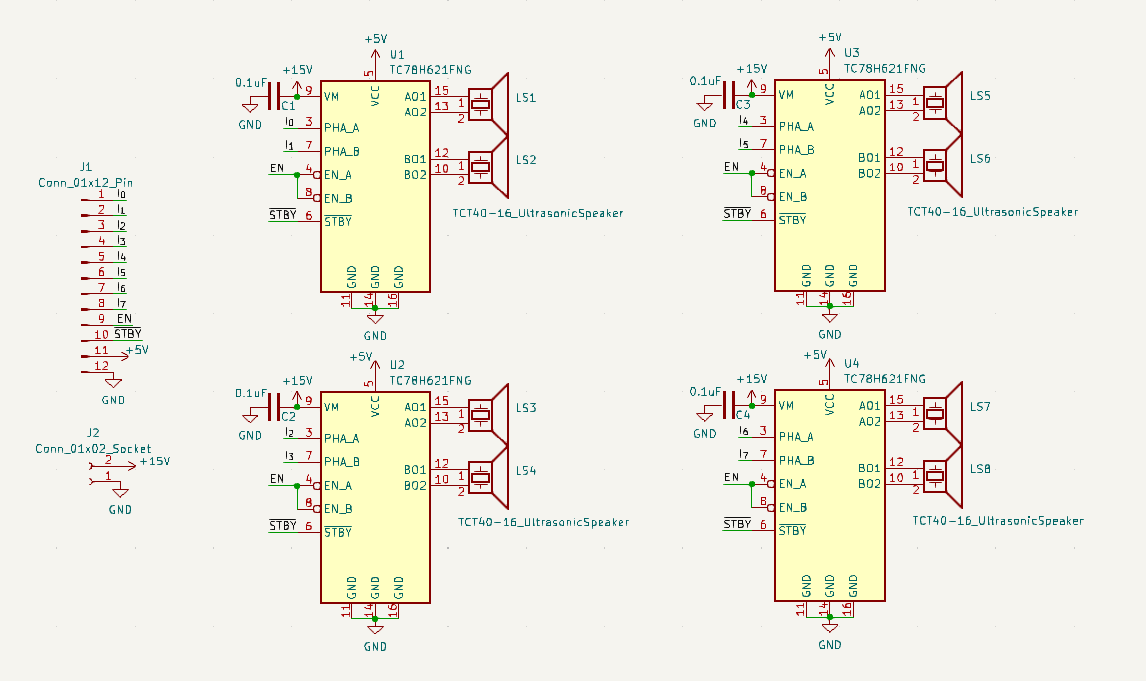 J1
Conn_01x12_Pin
1 I0
2 I1
3 I2
4 I3
5 I4
6 I5
7 I6
8 I7
9 EN
10 STBY
11 +5V
12
GND
J2
Conn_01x02_Socket
2 +15V
1
GND
+5V
U1
TC78H621FNG
5
VCC
0.1uF
+15V
C1
GND
9 VM
I0 3 PHA_A
I1 7 PHA_B
EN 4 EN_A
8 EN_B
STBY 6 STBY
AO1 15
AO2 13
1
2
LS1
BO1 12
BO2 10
1
2
LS2
TCT40-16_UltrasonicSpeaker
GND GND GND
11 14 16
GND
+5V
U2
TC78H621FNG
5
VCC
0.1uF
+15V
C2
GND
9 VM
I2 3 PHA_A
I3 7 PHA_B
EN 4 EN_A
8 EN_B
STBY 6 STBY
AO1 15
AO2 13
1
2
LS3
BO1 12
BO2 10
1
2
LS4
TCT40-16_UltrasonicSpeaker
GND GND GND
11 14 16
GND
+5V
U3
TC78H621FNG
5
VCC
0.1uF
+15V
C3
GND
9 VM
I4 3 PHA_A
I5 7 PHA_B
EN 4 EN_A
8 EN_B
STBY 6 STBY
AO1 15
AO2 13
1
2
LS5
BO1 12
BO2 10
1
2
LS6
TCT40-16_UltrasonicSpeaker
GND GND GND
11 14 16
GND
+5V
U4
TC78H621FNG
5
VCC
0.1uF
+15V
C4
GND
9 VM
I6 3 PHA_A
I7 7 PHA_B
EN 4 EN_A
8 EN_B
STBY 6 STBY
AO1 15
AO2 13
1
2
LS7
BO1 12
BO2 10
1
2
LS8
TCT40-16_UltrasonicSpeaker
GND GND GND
11 14 16
GND